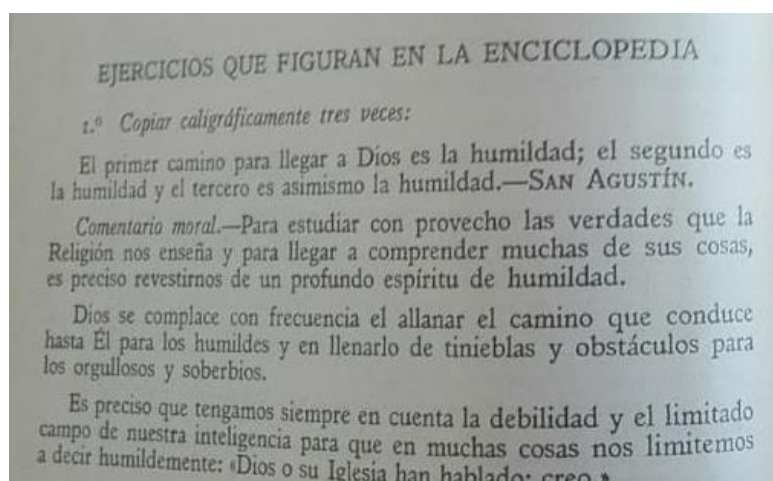 EJERCICIOS QUE FIGURAN EN LA ENCICLOPEDIA
1.º Copiar caligráficamente tres veces:
El primer camino para llegar a Dios es la humildad; el segundo es
la humildad y el tercero es asimismo la humildad.—SAN AGUSTÍN.
Comentario moral.—Para estudiar con provecho las verdades que la
Religión nos enseña y para llegar a comprender muchas de sus cosas,
es preciso revestirnos de un profundo espíritu de humildad.
Dios se complace con frecuencia el allanar el camino que conduce
hasta Él para los humildes y en llenarlo de tinieblas y obstáculos para
los orgullosos y soberbios.
Es preciso que tengamos siempre en cuenta la debilidad y el limitado
campo de nuestra inteligencia para que en muchas cosas nos limitemos
a decir humildemente: «Dios o su Iglesia han hablado; creo.»